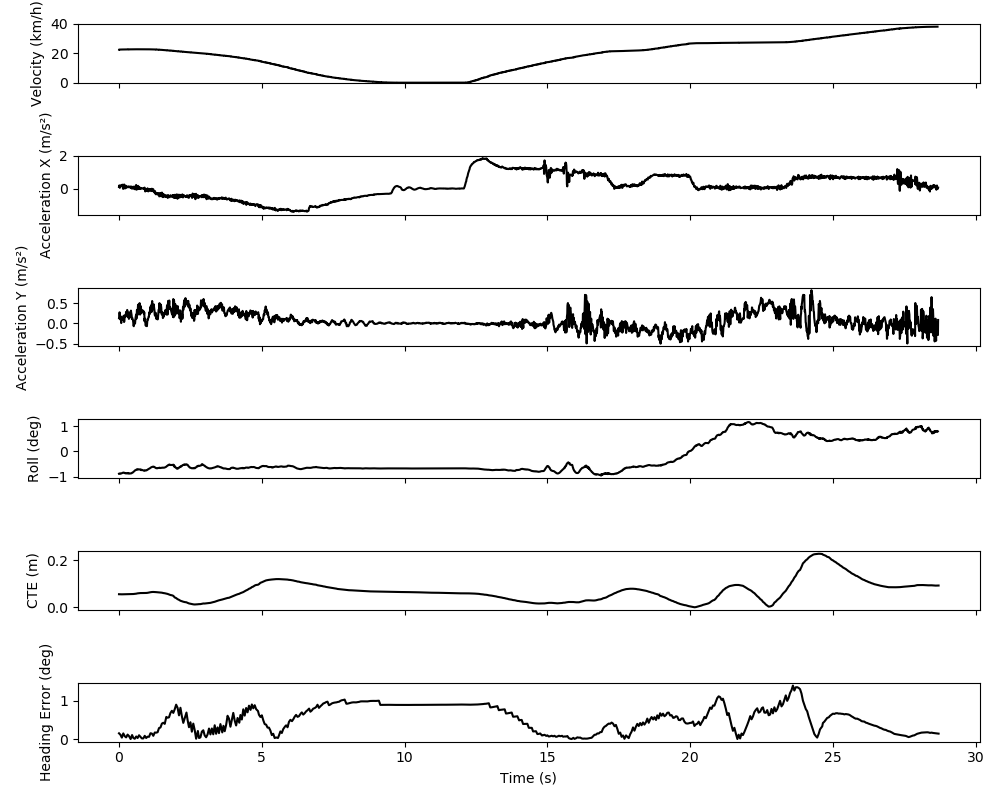 Velocity (km/h)
40
20
0
Acceleration X (m/s²)
2
0
Acceleration Y (m/s²)
0.5
0.0
−0.5
Roll (deg)
1
0
−1
CTE (m)
0.2
0.0
Heading Error (deg)
1
0
0 5 10 15 20 25 30
Time (s)